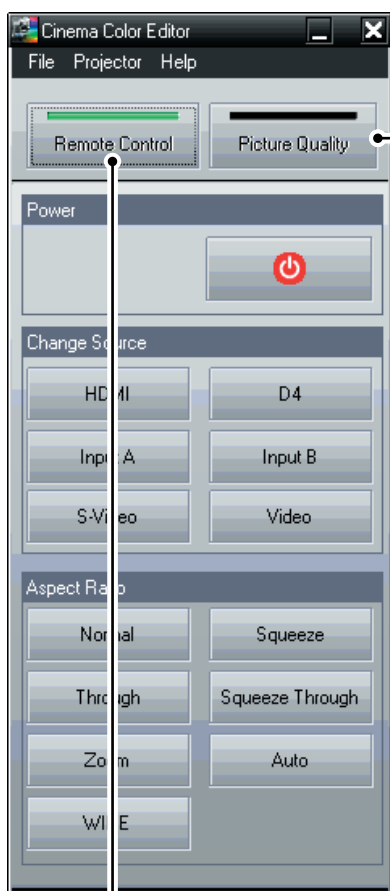 Cinema Color Editor
File Projector Help
Remote Control Picture Quality
Power
Change Source
HDMI D4
Input A Input B
S-Video Video
Aspect Ratio
Normal Squeeze
Through Squeeze Through
Zoom Auto
WIDE